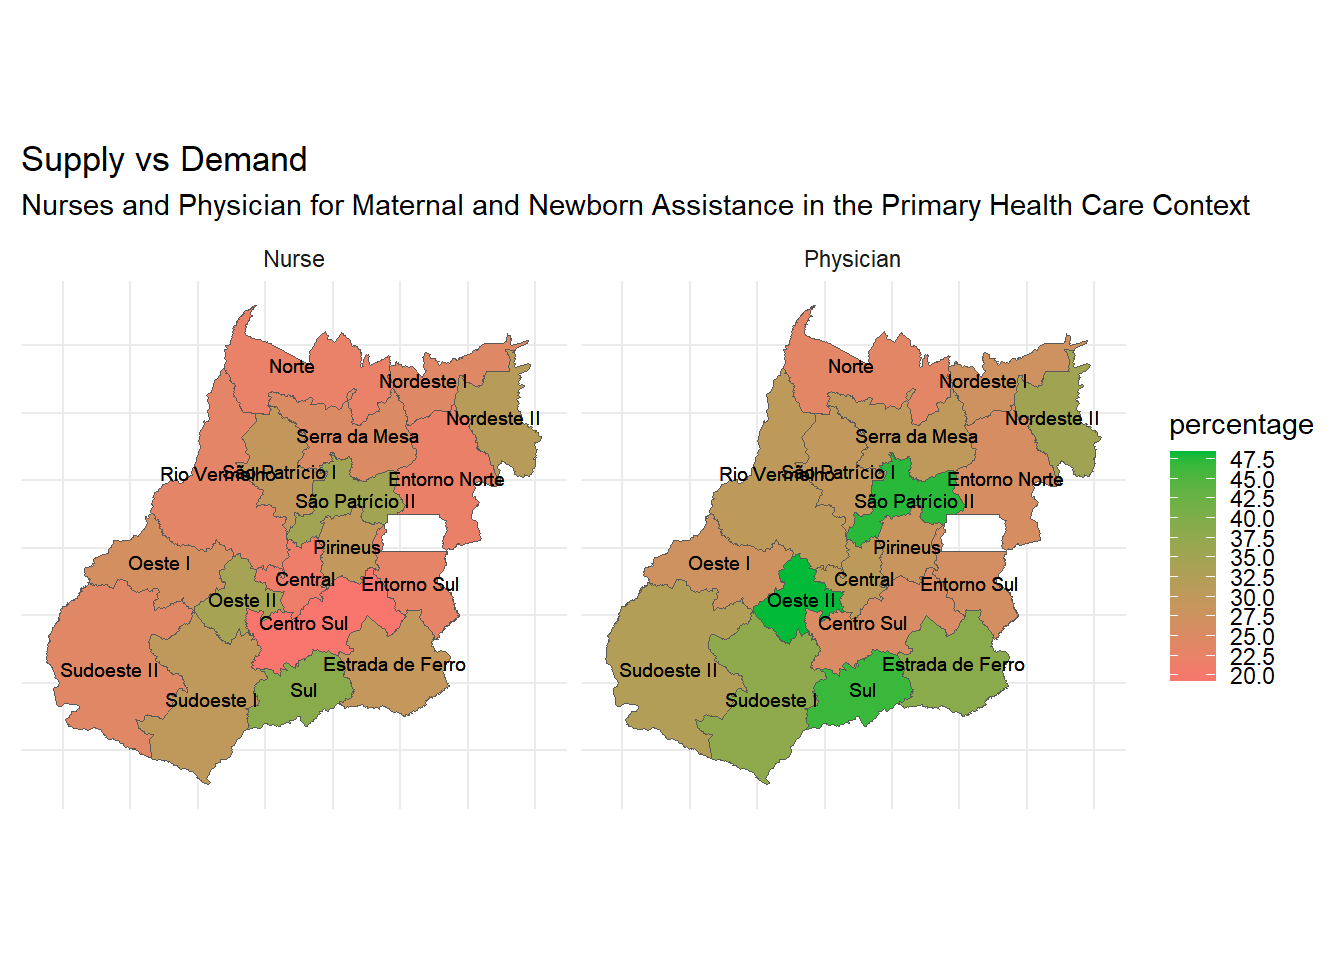 Supply vs Demand
Nurses and Physician for Maternal and Newborn Assistance in the Primary Health Care Context
Nurse
Norte
Nordeste I
Nordeste II
Serra da Mesa
Rio Vermelho
São Patrício I
Entorno Norte
São Patrício II
Pirineus
Oeste I
Central
Entorno Sul
Oeste II
Centro Sul
Estrada de Ferro
Sudoeste II
Sul
Sudoeste I
Physician
Norte
Nordeste I
Nordeste II
Serra da Mesa
Rio Vermelho
São Patrício I
Entorno Norte
São Patrício II
Pirineus
Oeste I
Central
Entorno Sul
Oeste II
Centro Sul
Estrada de Ferro
Sudoeste II
Sul
Sudoeste I
percentage
47.5
45.0
42.5
40.0
37.5
35.0
32.5
30.0
27.5
25.0
22.5
20.0